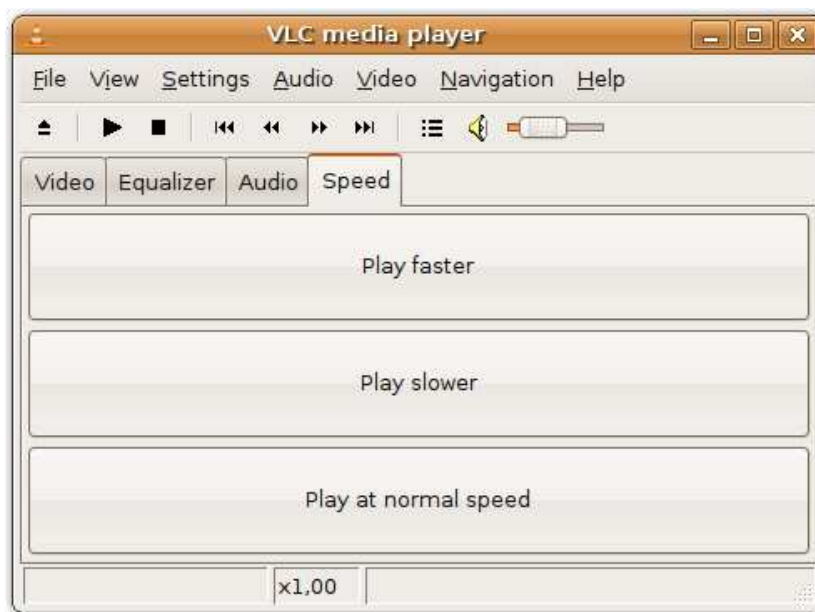 VLC media player
File View Settings Audio Video Navigation Help
Video Equalizer Audio Speed
Play faster
Play slower
Play at normal speed
x1,00